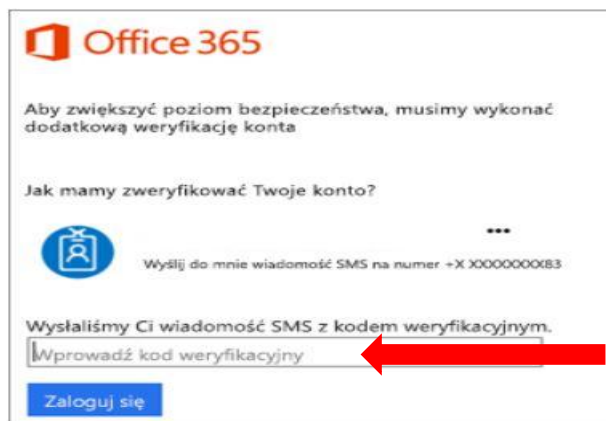 Office 365
Aby zwiększyć poziom bezpieczeństwa, musimy wykonać
dodatkową weryfikację konta
Jak mamy zweryfikować Twoje konto?
•••
Wyślij do mnie wiadomość SMS na numer +X XXXXXXXX83
Wysłaliśmy Ci wiadomość SMS z kodem weryfikacyjnym.
Wprowadź kod weryfikacyjny
Zaloguj się